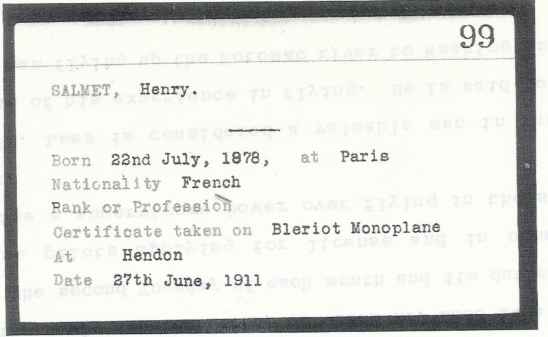 99
SALMET, Henry.
Born 22nd July, 1878, at Paris
Nationality French
Rank or Profession
Certificate taken on Bleriot Monoplane
At Hendon
Date 27th June, 1911